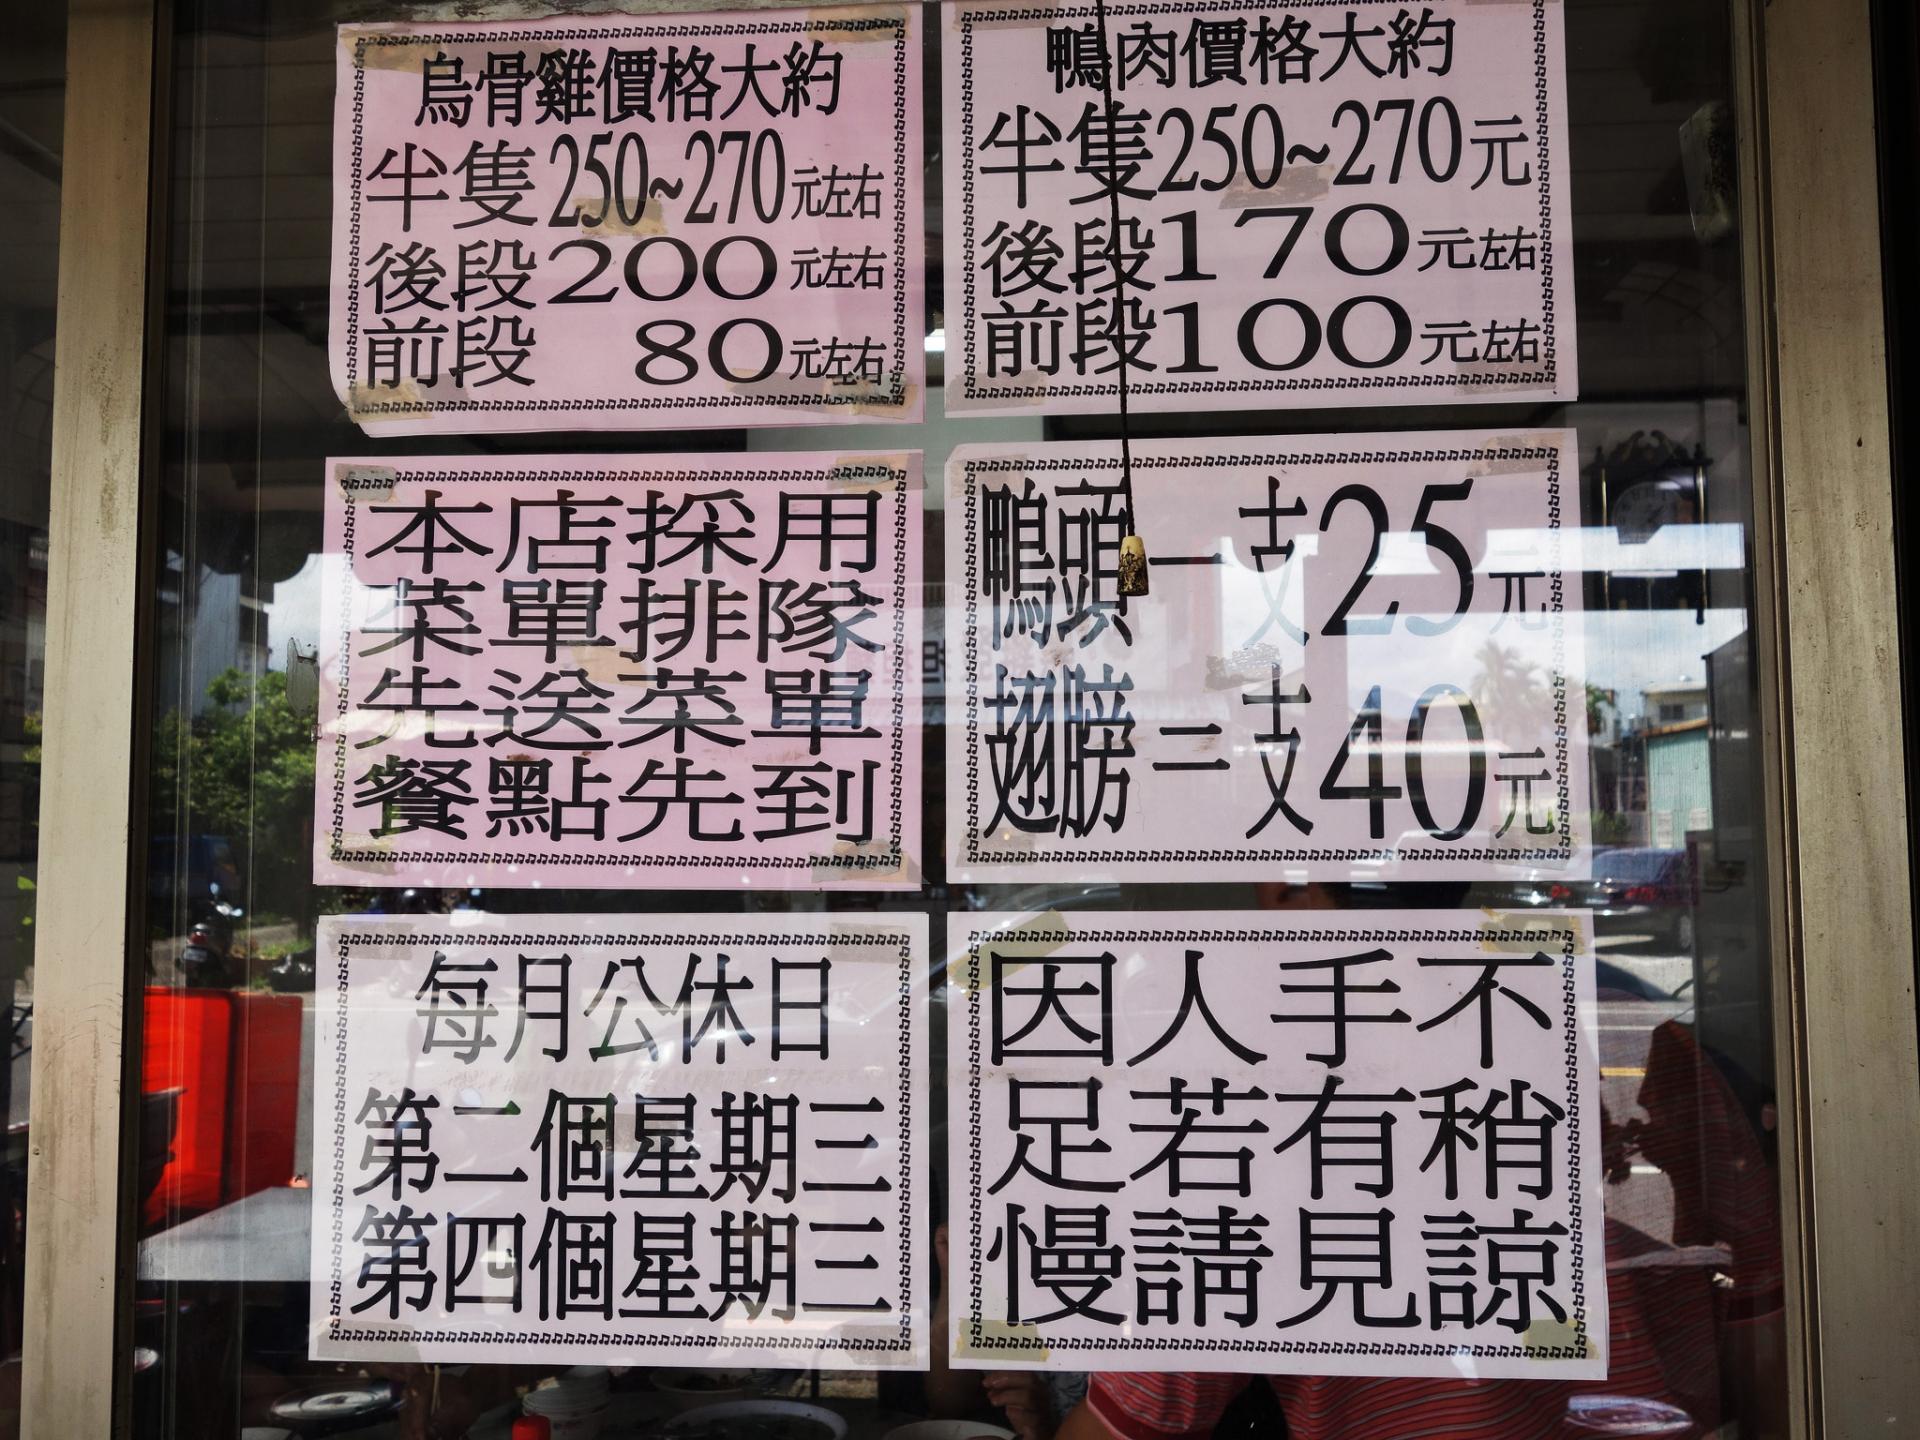 烏骨雞價格大約
半隻250~270元左右
後段200元左右
前段 80元左右
鴨肉價格大約
半隻250~270元
後段170元左右
前段100元左右
本店採用
菜單排隊
先送菜單
餐點先到
鴨頭一支25元
翅膀二支40元
每月公休日
第二個星期三
第四個星期三
因人手不
足若有稍
慢請見諒